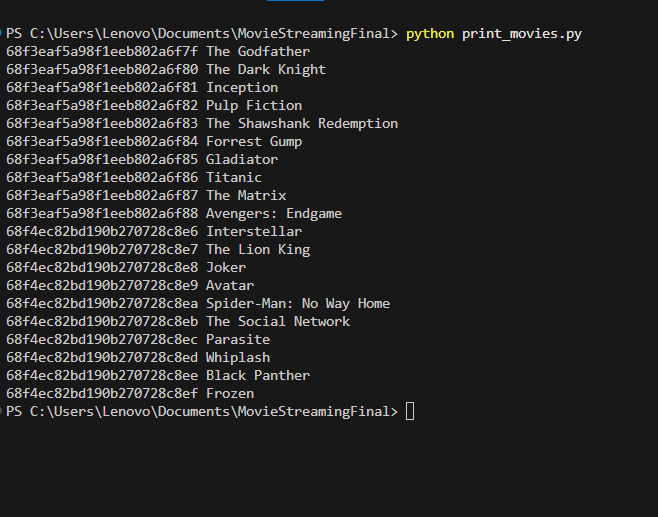 PS C:\Users\Lenovo\Documents\MovieStreamingFinal> python print_movies.py
68f3eaf5a98f1eeb802a6f7f The Godfather
68f3eaf5a98f1eeb802a6f80 The Dark Knight
68f3eaf5a98f1eeb802a6f81 Inception
68f3eaf5a98f1eeb802a6f82 Pulp Fiction
68f3eaf5a98f1eeb802a6f83 The Shawshank Redemption
68f3eaf5a98f1eeb802a6f84 Forrest Gump
68f3eaf5a98f1eeb802a6f85 Gladiator
68f3eaf5a98f1eeb802a6f86 Titanic
68f3eaf5a98f1eeb802a6f87 The Matrix
68f3eaf5a98f1eeb802a6f88 Avengers: Endgame
68f4ec82bd190b270728c8e6 Interstellar
68f4ec82bd190b270728c8e7 The Lion King
68f4ec82bd190b270728c8e8 Joker
68f4ec82bd190b270728c8e9 Avatar
68f4ec82bd190b270728c8ea Spider-Man: No Way Home
68f4ec82bd190b270728c8eb The Social Network
68f4ec82bd190b270728c8ec Parasite
68f4ec82bd190b270728c8ed Whiplash
68f4ec82bd190b270728c8ee Black Panther
68f4ec82bd190b270728c8ef Frozen
PS C:\Users\Lenovo\Documents\MovieStreamingFinal>